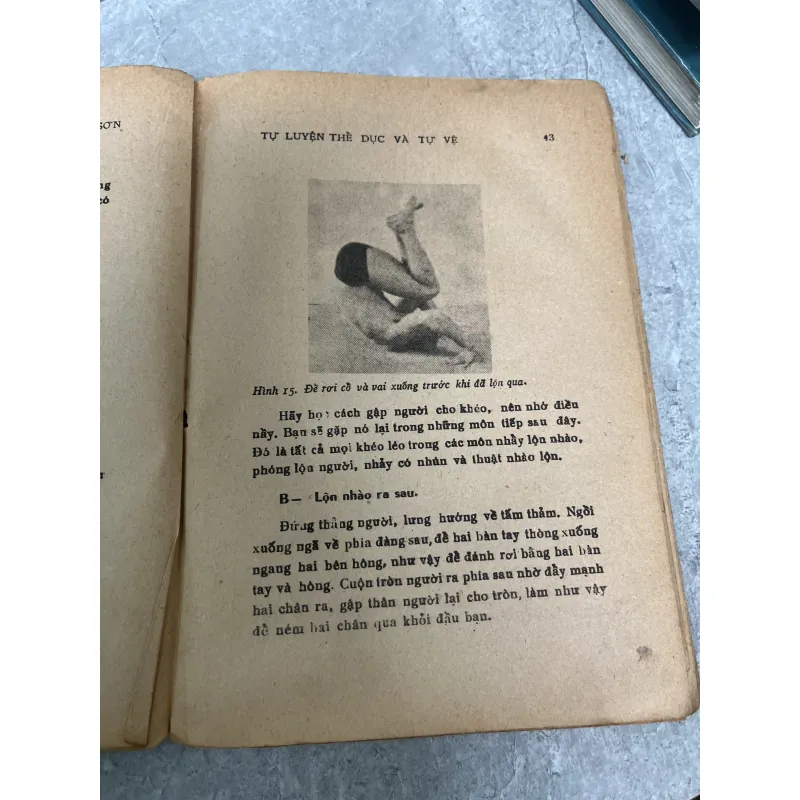 SƠN
ng
có
r
TỰ LUYỆN THỂ DỤC VÀ TỰ VỆ 43
Hình 15. Để rơi cồ và vai xuống trước khi đã lộn qua.
Hãy học cách gập người cho khéo, nên nhớ điều
nầy. Bạn sẽ gặp nó lại trong những môn tiếp sau đây.
Đó là tất cả mọi khéo léo trong các môn nhẩy lộn nhào,
phóng lộn người, nhảy có nhún và thuật nhào lộn.
B— Lộn nhào ra sau.
Đứng thẳng người, lưng hướng về tấm thảm. Ngồi
xuống ngã về phía đàng sau, để hai bàn tay thòng xuống
ngang hai bên hông, như vậy để đánh rơi bằng hai bàn
tay và hông. Cuộn tròn người ra phía sau nhờ đẩy mạnh
hai chân ra, gập thân người lại cho tròn, làm như vậy
để ném hai chân qua khỏi đầu bạn.